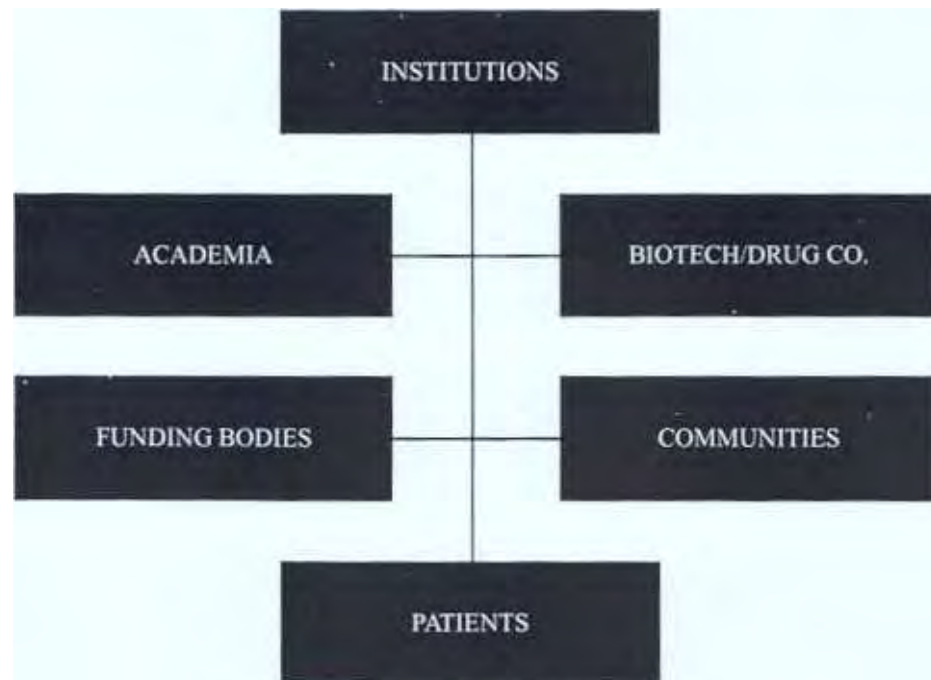 INSTITUTIONS
ACADEMIA
BIOTECH/DRUG CO.
FUNDING BODIES
COMMUNITIES
PATIENTS